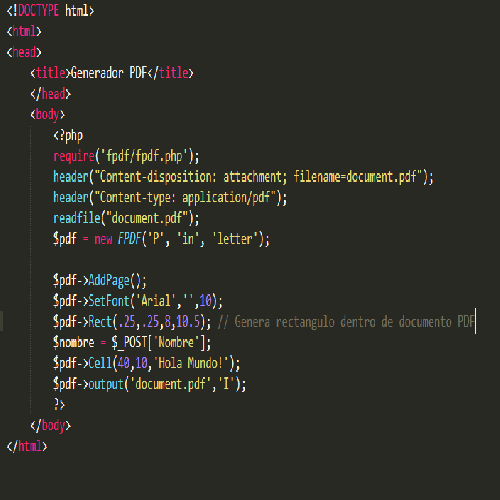 <!DOCTYPE html>
<html>
<head>
<title>Generador PDF</title>
</head>
<body>
<?php
require('fpdf/fpdf.php');
header("Content-disposition: attachment; filename=document.pdf");
header("Content-type: application/pdf");
readfile("document.pdf");
$pdf = new FPDF('P', 'in', 'letter');
$pdf->AddPage();
$pdf->SetFont('Arial','',10);
$pdf->Rect(.25,.25,8,10.5); // Genera rectangulo dentro de documento PDF
$nombre = $_POST['Nombre'];
$pdf->Cell(40,10,'Hola Mundo!');
$pdf->output('document.pdf','I');
?>
</body>
</html>